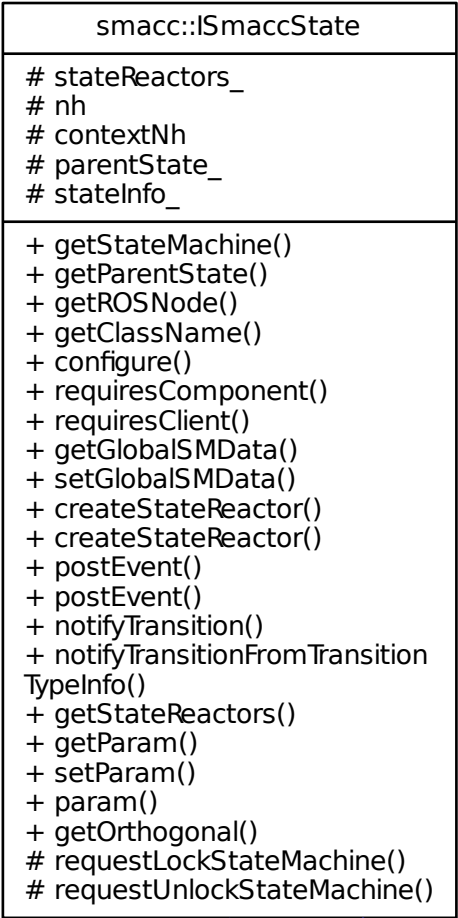 smacc::ISmaccState
# stateReactors_
# nh
# contextNh
# parentState_
# stateInfo_
+ getStateMachine()
+ getParentState()
+ getROSNode()
+ getClassName()
+ configure()
+ requiresComponent()
+ requiresClient()
+ getGlobalSMData()
+ setGlobalSMData()
+ createStateReactor()
+ createStateReactor()
+ postEvent()
+ postEvent()
+ notifyTransition()
+ notifyTransitionFromTransition
TypeInfo()
+ getStateReactors()
+ getParam()
+ setParam()
+ param()
+ getOrthogonal()
# requestLockStateMachine()
# requestUnlockStateMachine()